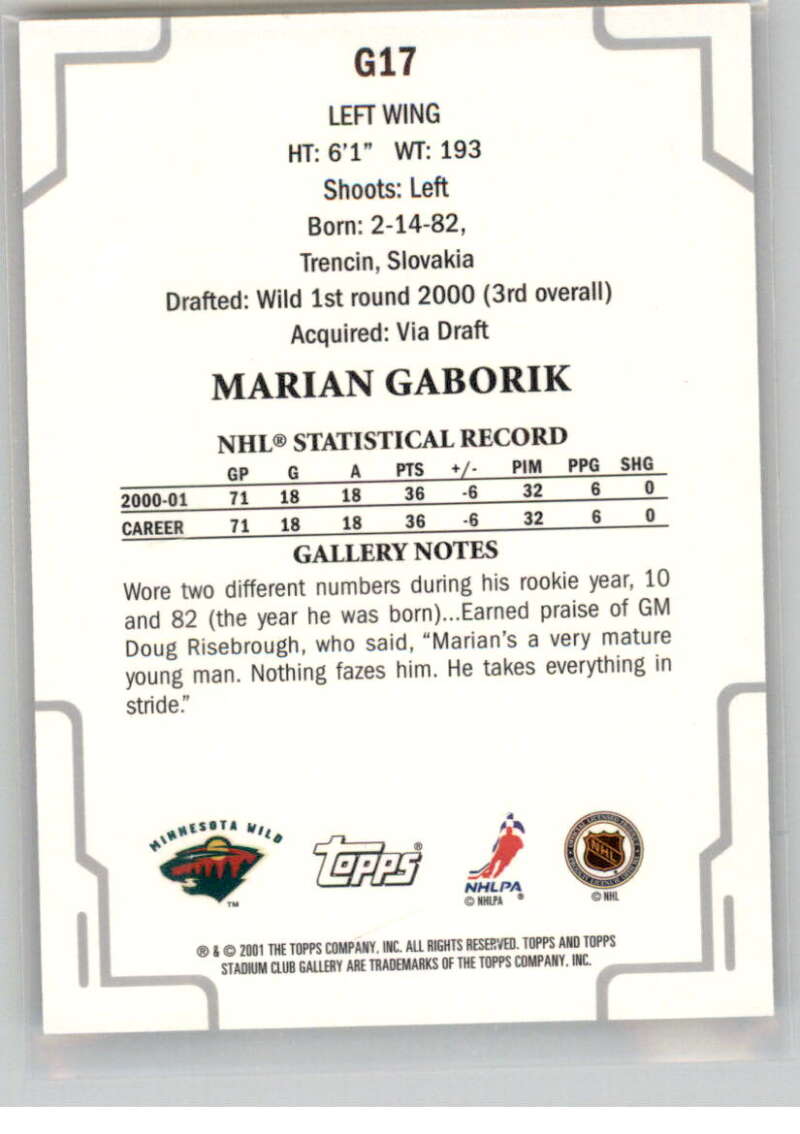 G17
LEFT WING
HT: 6'1" WT: 193
Shoots: Left
Born: 2-14-82,
Trencin, Slovakia
Drafted: Wild 1st round 2000 (3rd overall)
Acquired: Via Draft
MARIAN GABORIK
NHL® STATISTICAL RECORD
GP G A PTS +/- PIM PPG SHG
2000-01 71 18 18 36 -6 32 6 0
CAREER 71 18 18 36 -6 32 6 0
GALLERY NOTES
Wore two different numbers during his rookie year, 10
and 82 (the year he was born)...Earned praise of GM
Doug Risebrough, who said, “Marian's a very mature
young man. Nothing fazes him. He takes everything in
stride.”
MINNESOTA WILD
™
Topps®
NHLPA®
© NHLPA
NHL
© NHL
® & © 2001 THE TOPPS COMPANY, INC. ALL RIGHTS RESERVED. TOPPS AND TOPPS
STADIUM CLUB GALLERY ARE TRADEMARKS OF THE TOPPS COMPANY, INC.